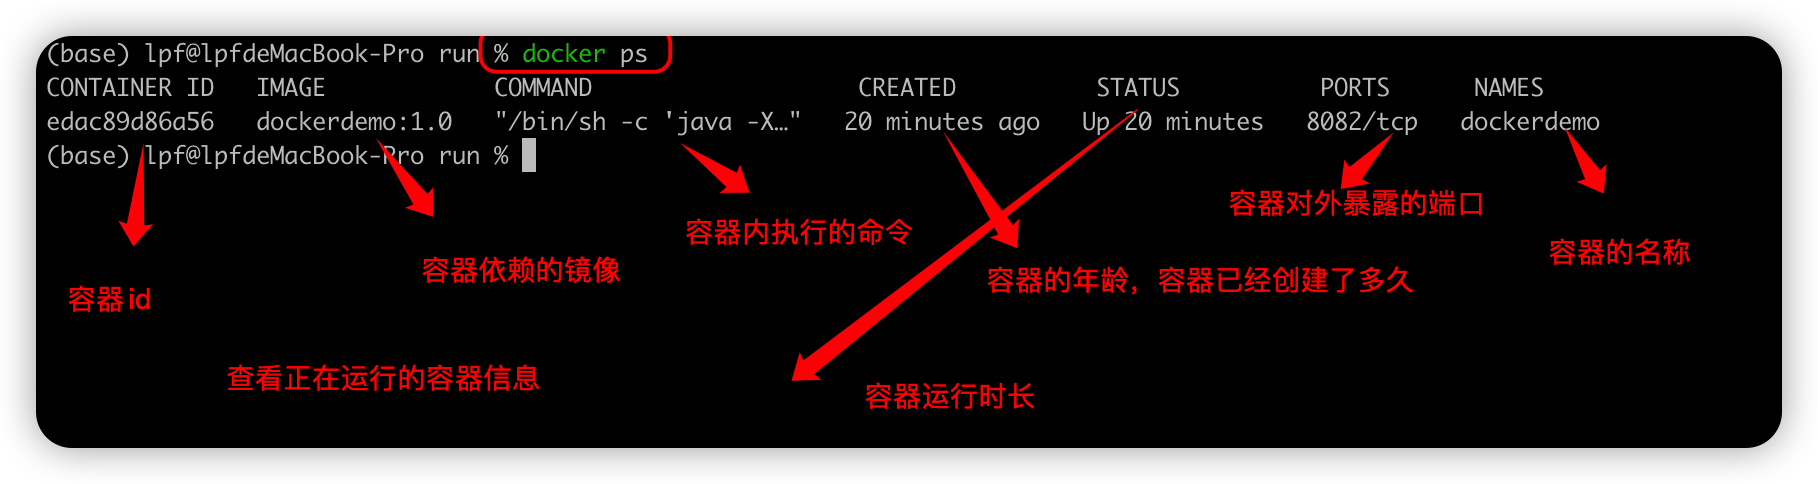 (base) lpf@lpfdeMacBook-Pro run % docker ps
CONTAINER ID IMAGE COMMAND CREATED STATUS PORTS NAMES
edac89d86a56 dockerdemo:1.0 "/bin/sh -c 'java -X…" 20 minutes ago Up 20 minutes 8082/tcp dockerdemo
(base) lpf@lpfdeMacBook-Pro run %
容器对外暴露的端口
容器内执行的命令
容器的名称
容器依赖的镜像
容器的年龄，容器已经创建了多久
容器id
查看正在运行的容器信息
容器运行时长